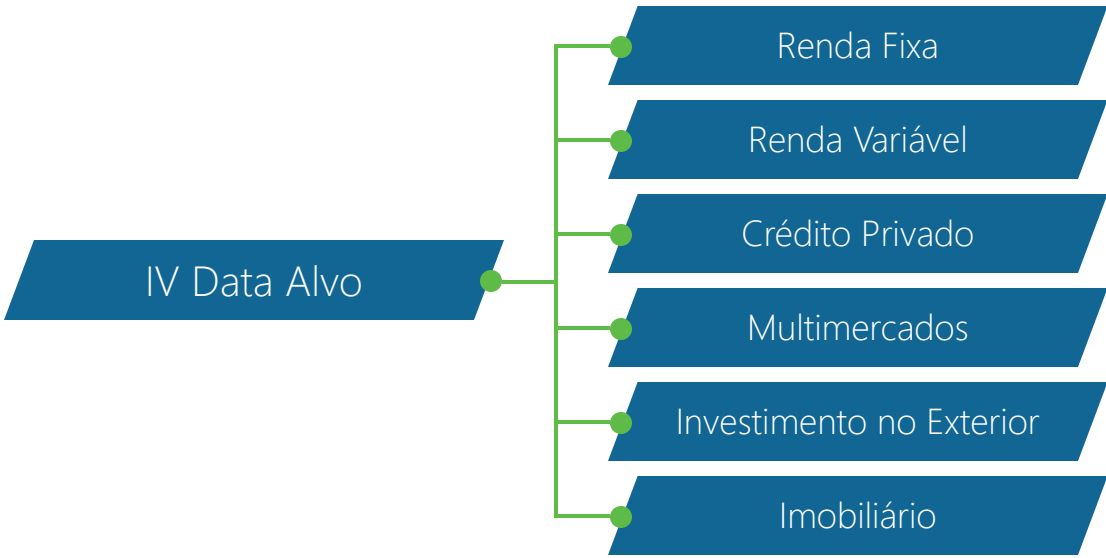 IV Data Alvo
Renda Fixa
Renda Variável
Crédito Privado
Multimercados
Investimento no Exterior
Imobiliário